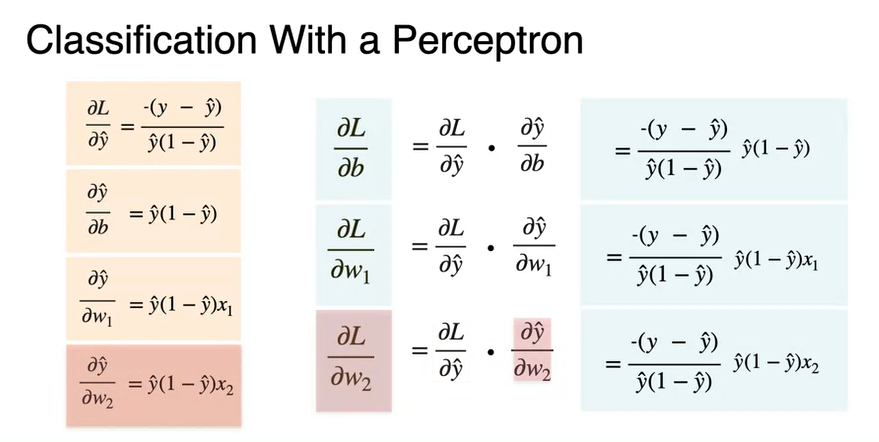 Classification With a Perceptron
∂L/∂ŷ = -(y − ŷ)/ŷ(1 − ŷ)
∂ŷ/∂b = ŷ(1 − ŷ)
∂ŷ/∂w₁ = ŷ(1 − ŷ)x₁
∂ŷ/∂w₂ = ŷ(1 − ŷ)x₂
∂L/∂b = ∂L/∂ŷ • ∂ŷ/∂b = -(y − ŷ)/ŷ(1 − ŷ) ŷ(1 − ŷ)
∂L/∂w₁ = ∂L/∂ŷ • ∂ŷ/∂w₁ = -(y − ŷ)/ŷ(1 − ŷ) ŷ(1 − ŷ)x₁
∂L/∂w₂ = ∂L/∂ŷ • ∂ŷ/∂w₂ = -(y − ŷ)/ŷ(1 − ŷ) ŷ(1 − ŷ)x₂